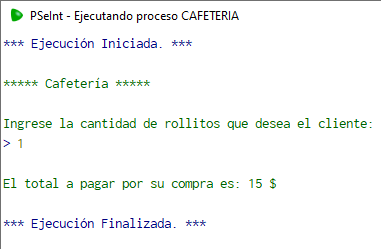 PSeInt - Ejecutando proceso CAFETERIA
*** Ejecución Iniciada. ***
***** Cafetería *****
Ingrese la cantidad de rollitos que desea el cliente:
> 1
El total a pagar por su compra es: 15 $
*** Ejecución Finalizada. ***